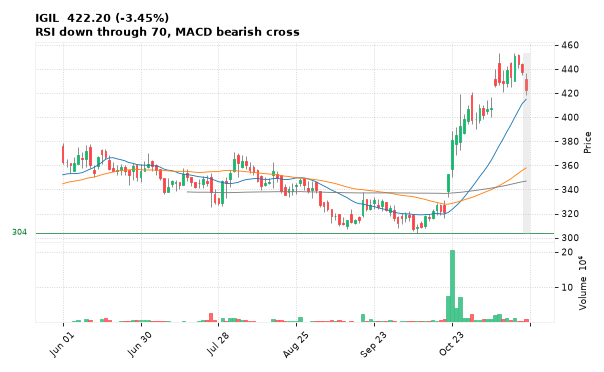 IGIL 422.20 (-3.45%)
RSI down through 70, MACD bearish cross
460
440
420
400
380
360
340
320
300
Price
304
20
10
Volume 10⁶
Jun 01
Jun 30
Jul 28
Aug 25
Sep 23
Oct 23